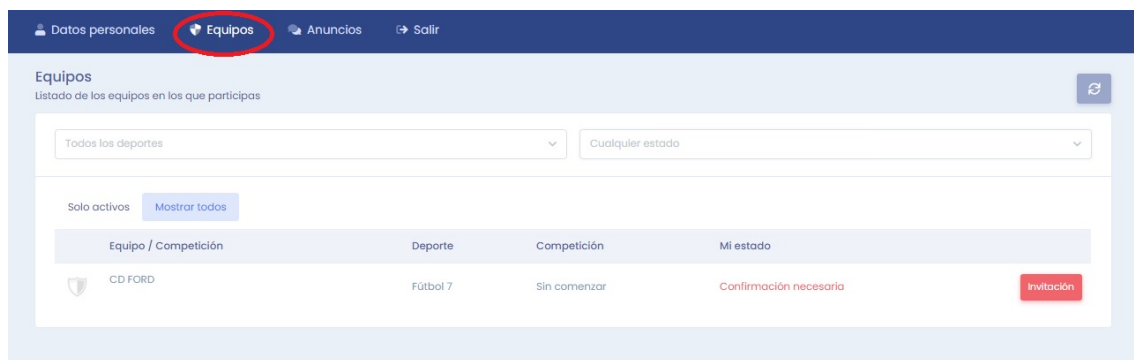 Datos personales Equipos Anuncios Salir
Equipos
Listado de los equipos en los que participas
Todos los deportes Cualquier estado
Solo activos Mostrar todos
Equipo / Competición Deporte Competición Mi estado
CD FORD Fútbol 7 Sin comenzar Confirmación necesaria Invitación